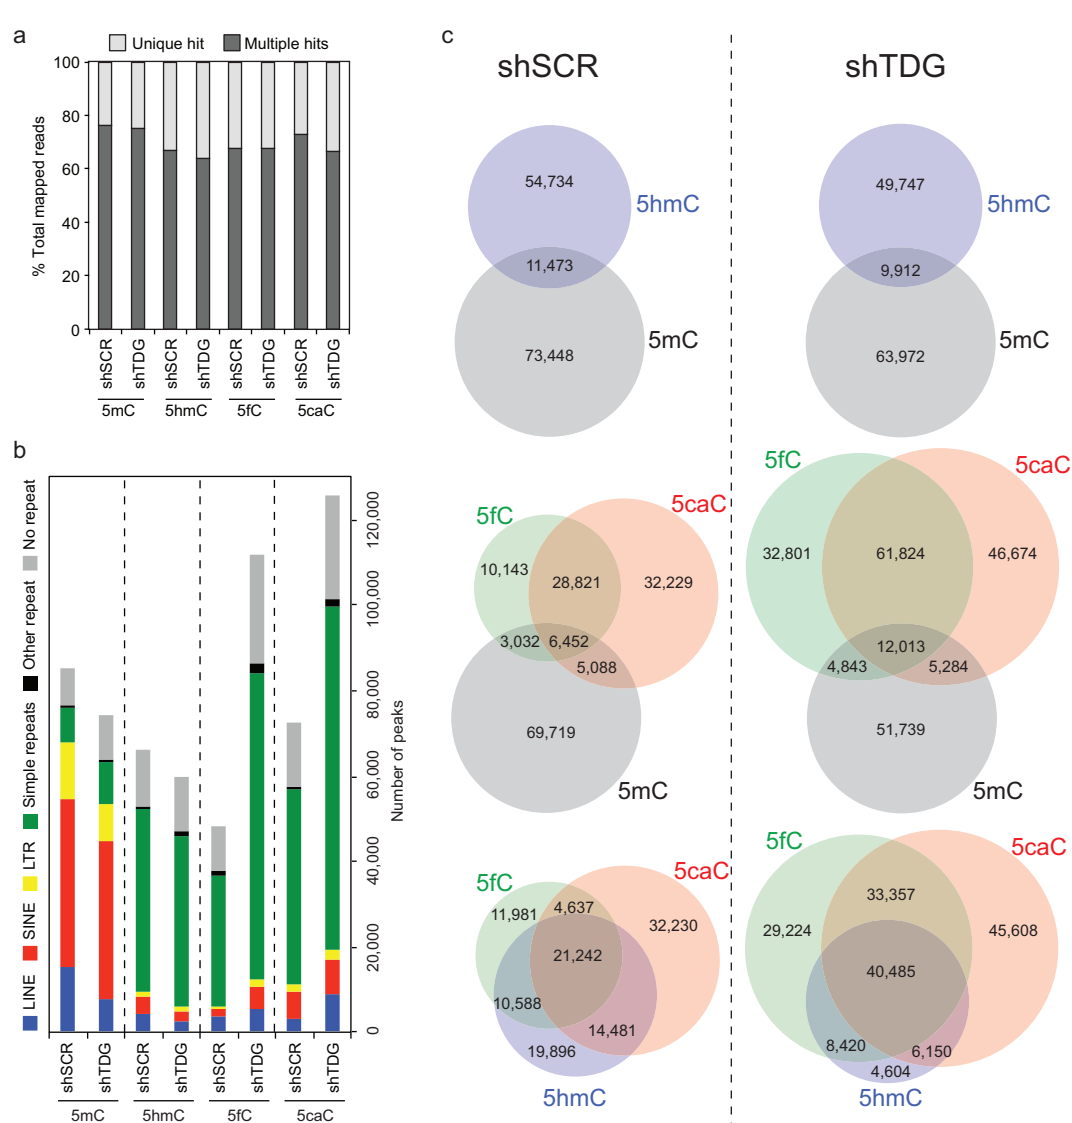 a
Unique hit Multiple hits
% Total mapped reads
100
80
60
40
20
0
shSCR shTDG shSCR shTDG shSCR shTDG shSCR shTDG
5mC 5hmC 5fC 5caC
b
LINE SINE LTR Simple repeats Other repeat No repeat
120,000
100,000
80,000
60,000
40,000
20,000
0
Number of peaks
shSCR shTDG shSCR shTDG shSCR shTDG shSCR shTDG
5mC 5hmC 5fC 5caC
c
shSCR shTDG
54,734
5hmC
11,473
73,448
5mC
49,747
5hmC
9,912
63,972
5mC
5fC
5caC
10,143
28,821
32,229
3,032
6,452
5,088
69,719
5mC
5fC
5caC
32,801
61,824
46,674
12,013
4,843
5,284
51,739
5mC
5fC
5caC
11,981
4,637
32,230
21,242
10,588
14,481
19,896
5hmC
5fC
5caC
33,357
29,224
45,608
40,485
8,420
6,150
4,604
5hmC